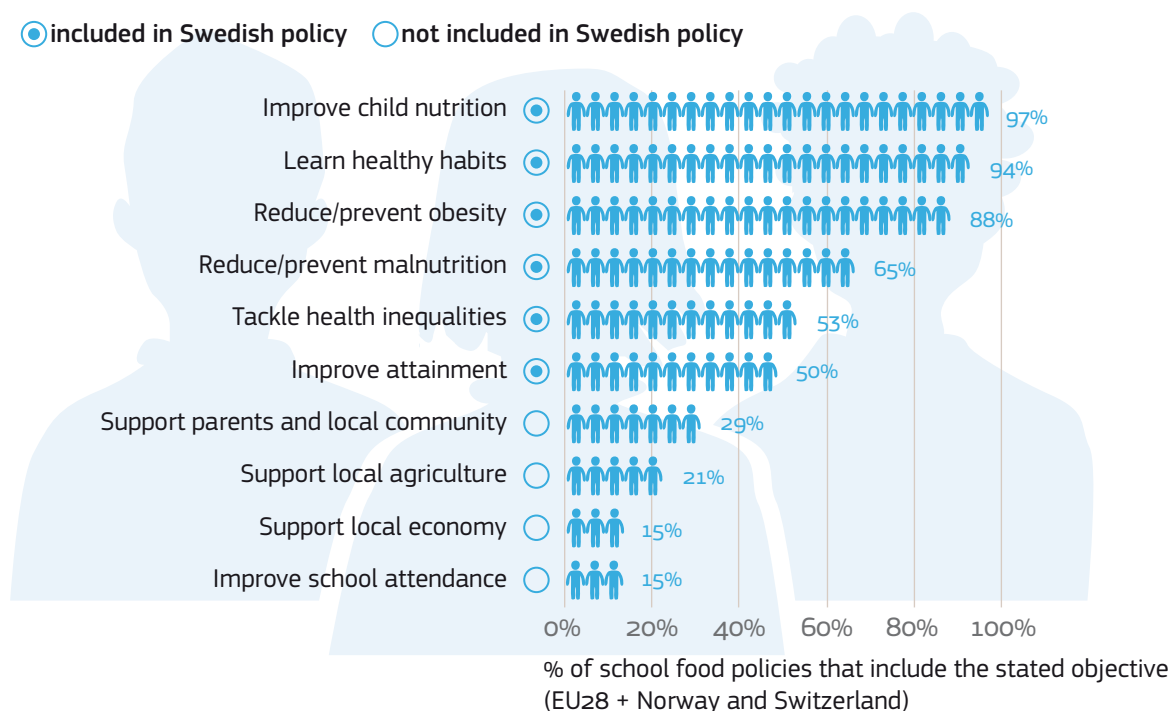 included in Swedish policy not included in Swedish policy
Improve child nutrition 97%
Learn healthy habits 94%
Reduce/prevent obesity 88%
Reduce/prevent malnutrition 65%
Tackle health inequalities 53%
Improve attainment 50%
Support parents and local community 29%
Support local agriculture 21%
Support local economy 15%
Improve school attendance 15%
0% 20% 40% 60% 80% 100%
% of school food policies that include the stated objective
(EU28 + Norway and Switzerland)